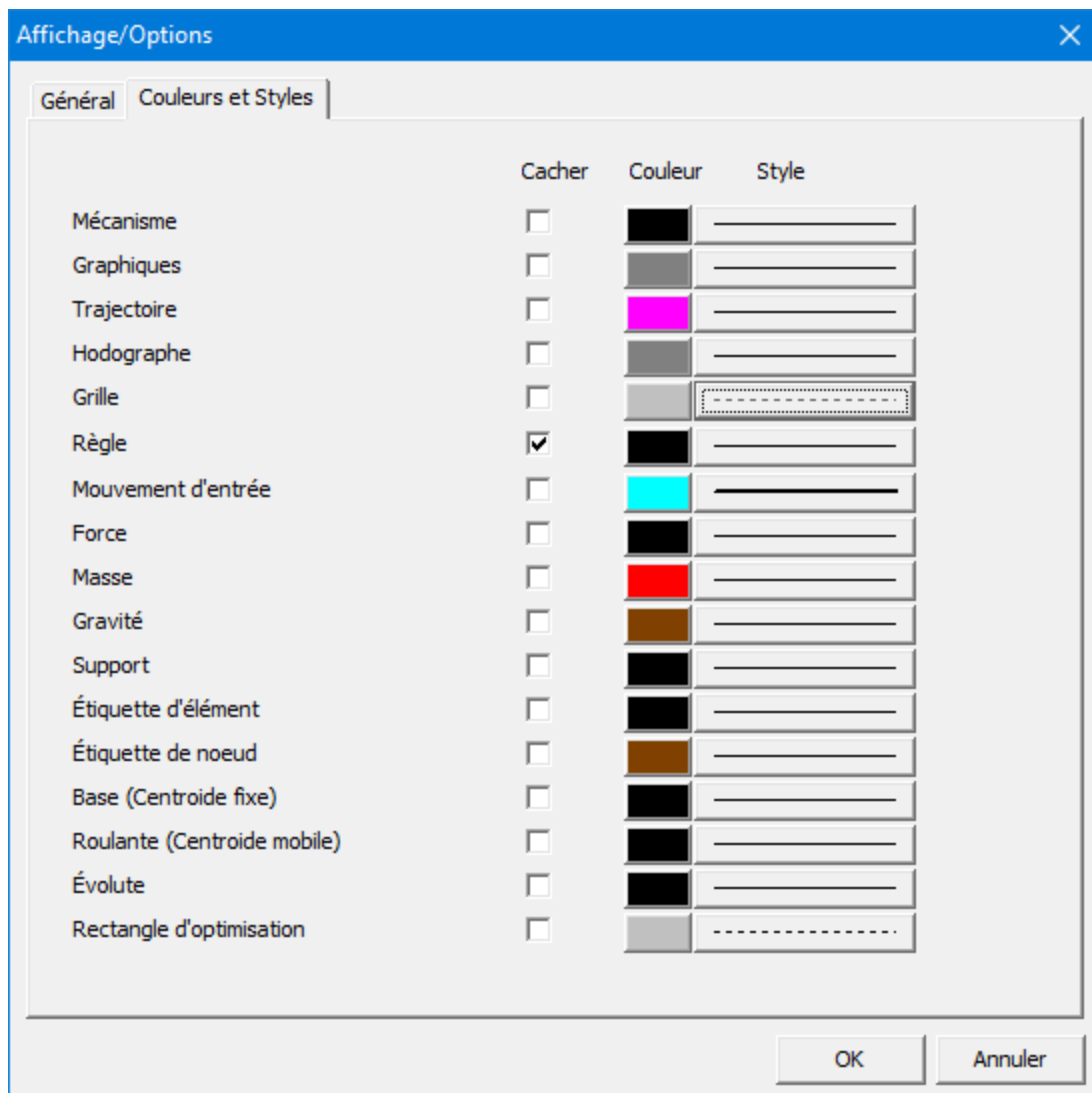 Affichage/Options
Général
Couleurs et Styles
Cacher Couleur Style
Mécanisme
Graphiques
Trajectoire
Hodographe
Grille
Règle
Mouvement d'entrée
Force
Masse
Gravité
Support
Étiquette d'élément
Étiquette de noeud
Base (Centroide fixe)
Roulante (Centroide mobile)
Évolute
Rectangle d'optimisation
OK
Annuler